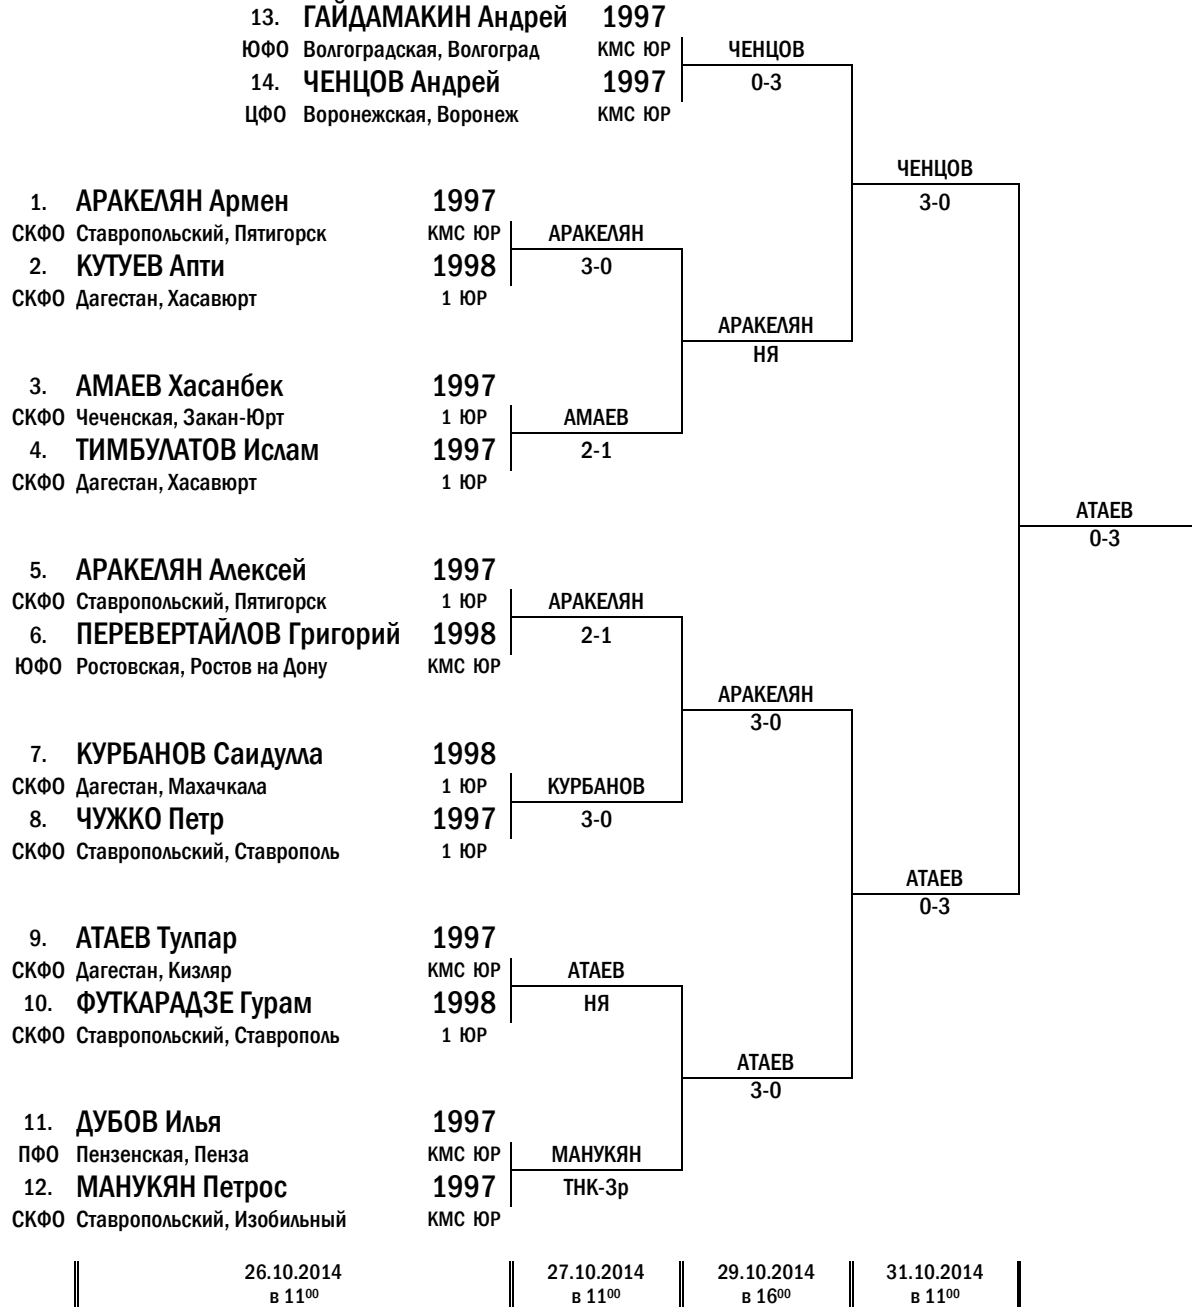 13. ГАЙДАМАКИН Андрей 1997
ЮФО Волгоградская, Волгоград КМС ЮР ЧЕНЦОВ
14. ЧЕНЦОВ Андрей 1997 0-3
ЦФО Воронежская, Воронеж КМС ЮР
ЧЕНЦОВ
1. АРАКЕЛЯН Армен 1997 3-0
СКФО Ставропольский, Пятигорск КМС ЮР АРАКЕЛЯН
2. КУТУЕВ Апти 1998 3-0
СКФО Дагестан, Хасавюрт 1 ЮР
АРАКЕЛЯН
НЯ
3. АМАЕВ Хасанбек 1997
СКФО Чеченская, Закан-Юрт 1 ЮР АМАЕВ
4. ТИМБУЛАТОВ Ислам 1997 2-1
СКФО Дагестан, Хасавюрт 1 ЮР
АТАЕВ
0-3
5. АРАКЕЛЯН Алексей 1997
СКФО Ставропольский, Пятигорск 1 ЮР АРАКЕЛЯН
6. ПЕРЕВЕРТАЙЛОВ Григорий 1998 2-1
ЮФО Ростовская, Ростов на Дону КМС ЮР
АРАКЕЛЯН
3-0
7. КУРБАНОВ Саидулла 1998
СКФО Дагестан, Махачкала 1 ЮР КУРБАНОВ
8. ЧУЖКО Петр 1997 3-0
СКФО Ставропольский, Ставрополь 1 ЮР
АТАЕВ
0-3
9. АТАЕВ Тулпар 1997
СКФО Дагестан, Кизляр КМС ЮР АТАЕВ
10. ФУТКАРАДЗЕ Гурам 1998 НЯ
СКФО Ставропольский, Ставрополь 1 ЮР
АТАЕВ
3-0
11. ДУБОВ Илья 1997
ПФО Пензенская, Пенза КМС ЮР МАНУКЯН
12. МАНУКЯН Петрос 1997 ТНК-3р
СКФО Ставропольский, Изобильный КМС ЮР
26.10.2014 27.10.2014 29.10.2014 31.10.2014
в 11⁰⁰ в 11⁰⁰ в 16⁰⁰ в 11⁰⁰